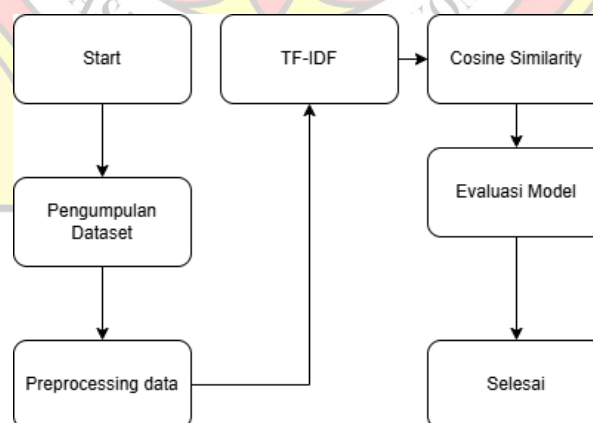 Start
Pengumpulan
Dataset
Preprocessing data
TF-IDF
Cosine Similarity
Evaluasi Model
Selesai